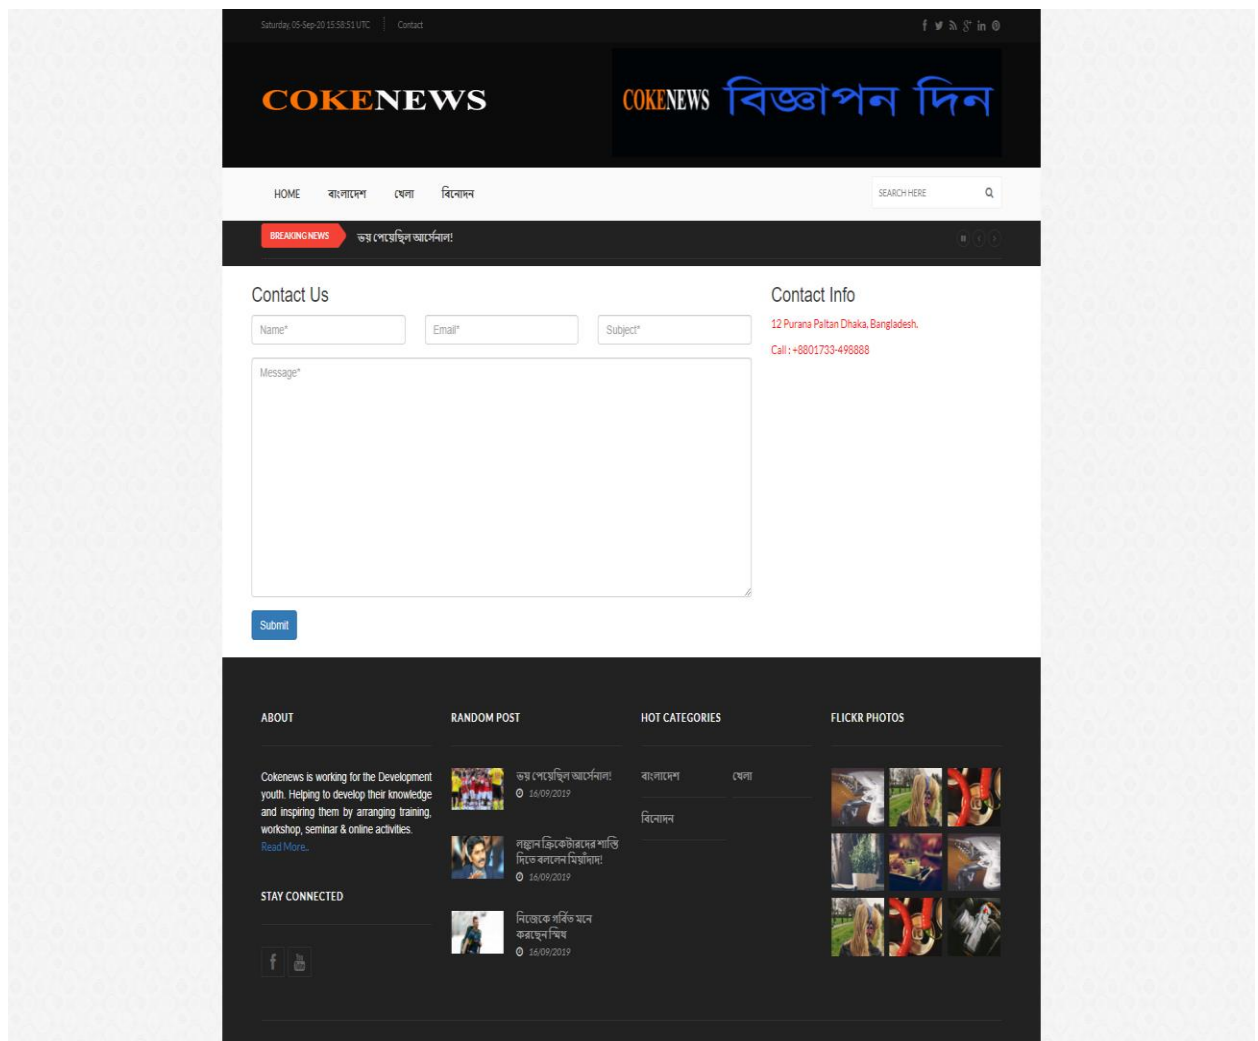 Saturday, 05-Sep-20 15:58:51 UTC
Contact
COKENEWS
COKENEWS বিজ্ঞাপন দিন
HOME বাংলাদেশ খেলা বিনোদন
SEARCH HERE
BREAKING NEWS ভয় পেয়েছিল আর্সেনাল!
Contact Us
Name* Email* Subject*
Message*
Submit
Contact Info
12 Purana Paltan Dhaka, Bangladesh.
Call : +8801733-498888
ABOUT
Cokenews is working for the Development
youth. Helping to develop their knowledge
and inspiring them by arranging training,
workshop, seminar & online activities.
Read More..
STAY CONNECTED
RANDOM POST
ভয় পেয়েছিল আর্সেনাল!
16/09/2019
লঙ্কান ক্রিকেটারদের শাস্তি
দিতে বললেন মিয়াঁদাদ!
16/09/2019
নিজেকে গর্বিত মনে
করছেন স্মিথ
16/09/2019
HOT CATEGORIES
বাংলাদেশ খেলা
বিনোদন
FLICKR PHOTOS